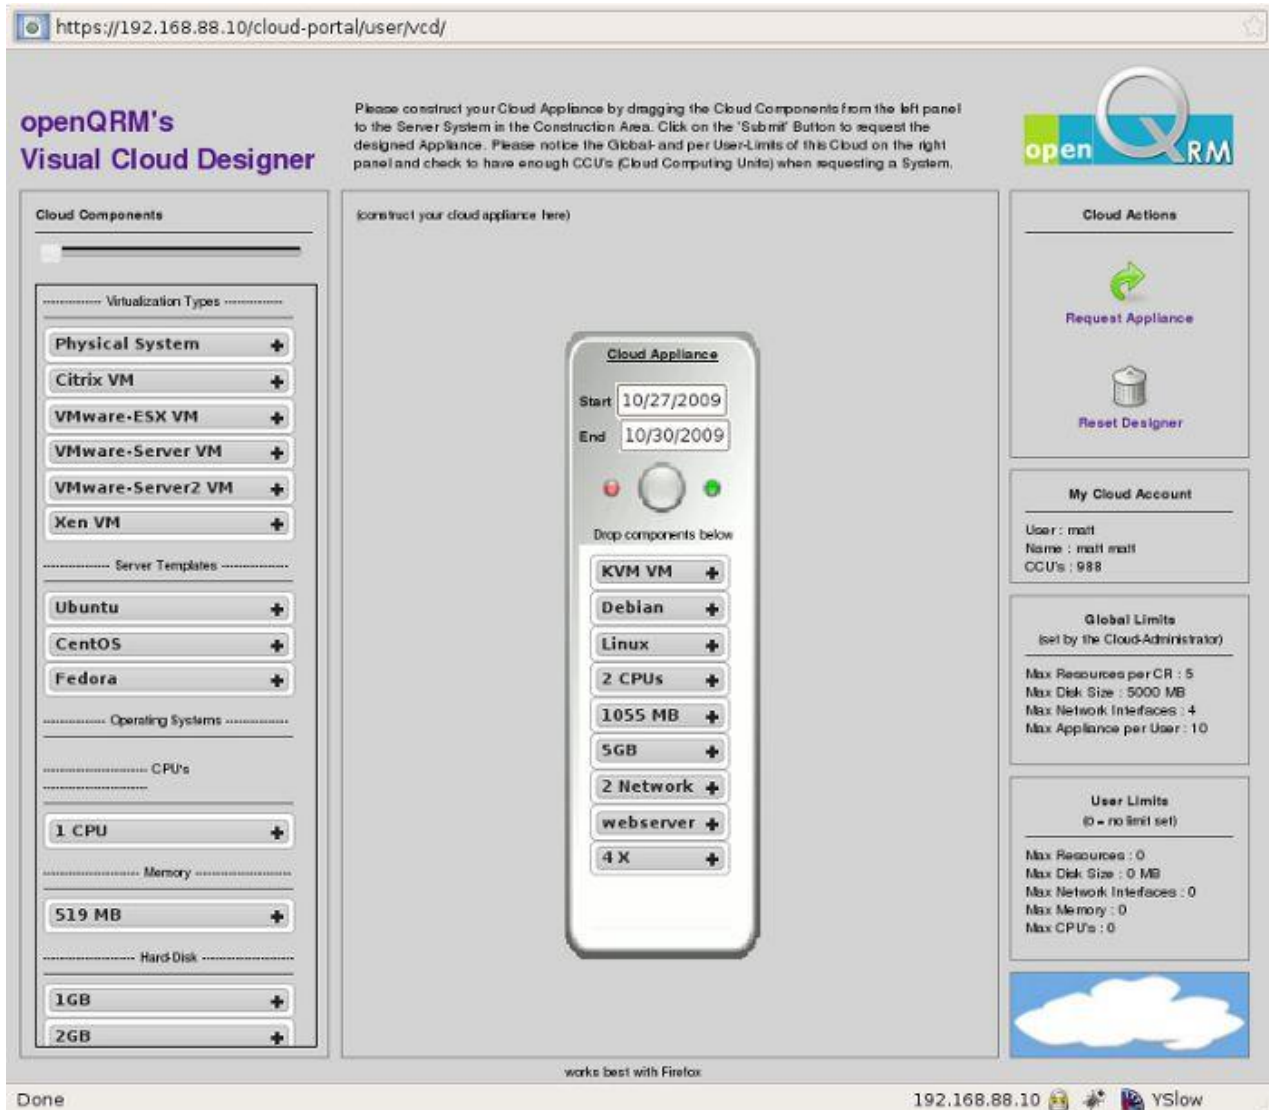 https://192.168.88.10/cloud-portal/user/vcd/
openQRM's
Visual Cloud Designer
Please construct your Cloud Appliance by dragging the Cloud Components from the left panel
to the Server System in the Construction Area. Click on the 'Submit' Button to request the
designed Appliance. Please notice the Global- and per User-Limits of this Cloud on the right
panel and check to have enough CCU's (Cloud Computing Units) when requesting a System.
open QRM
Cloud Components
Virtualization Types
Physical System
Citrix VM
VMware-ESX VM
VMware-Server VM
VMware-Server2 VM
Xen VM
Server Templates
Ubuntu
CentOS
Fedora
Operating Systems
CPU's
1 CPU
Memory
519 MB
Hard-Disk
1GB
2GB
(construct your cloud appliance here)
Cloud Appliance
Start 10/27/2009
End 10/30/2009
Drop components below
KVM VM
Debian
Linux
2 CPUs
1055 MB
5GB
2 Network
webserver
4 X
Cloud Actions
Request Appliance
Reset Designer
My Cloud Account
User : matt
Name : matt matt
CCU's : 988
Global Limits
(set by the Cloud-Administrator)
Max Resources per CR : 5
Max Disk Size : 5000 MB
Max Network Interfaces : 4
Max Appliance per User : 10
User Limits
(0 = no limit set)
Max Resources : 0
Max Disk Size : 0 MB
Max Network Interfaces : 0
Max Memory : 0
Max CPU's : 0
works best with Firefox
Done
192.168.88.10
YSlow